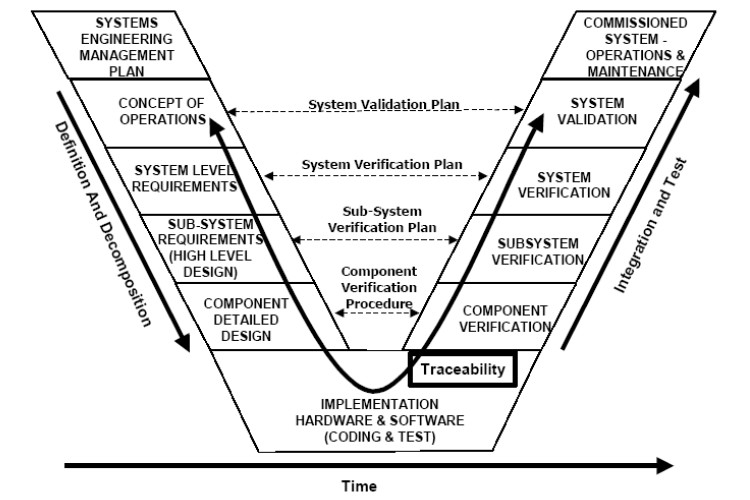 SYSTEMS
ENGINEERING
MANAGEMENT
PLAN
COMMISSIONED
SYSTEM -
OPERATIONS &
MAINTENANCE
CONCEPT OF
OPERATIONS
System Validation Plan
SYSTEM
VALIDATION
Definition And Decomposition
SYSTEM LEVEL
REQUIREMENTS
System Verification Plan
SYSTEM
VERIFICATION
Integration and Test
SUB-SYSTEM
REQUIREMENTS
(HIGH LEVEL
DESIGN)
Sub-System
Verification Plan
SUBSYSTEM
VERIFICATION
COMPONENT
DETAILED
DESIGN
Component
Verification
Procedure
COMPONENT
VERIFICATION
Traceability
IMPLEMENTATION
HARDWARE & SOFTWARE
(CODING & TEST)
Time